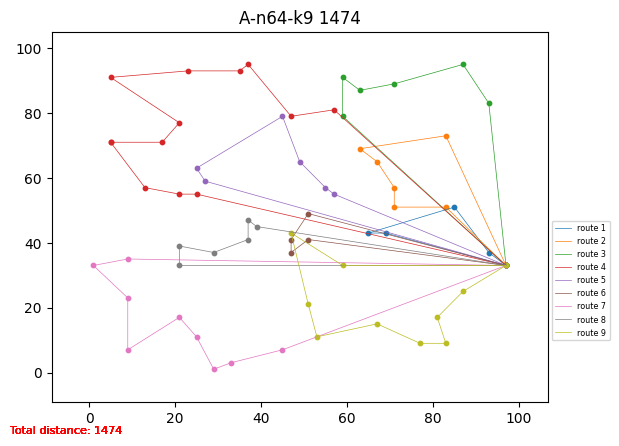 A-n64-k9 1474
100
80
60
40
20
0
0 20 40 60 80 100
route 1
route 2
route 3
route 4
route 5
route 6
route 7
route 8
route 9
Total distance: 1474